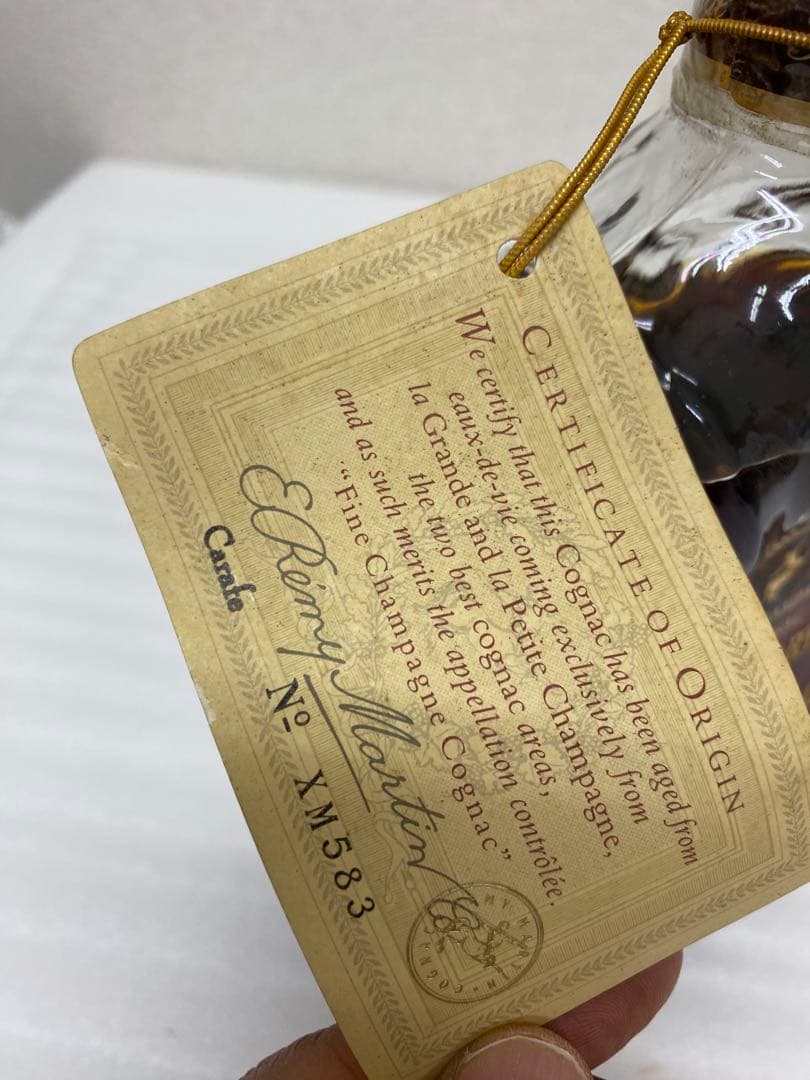 CERTIFICATE OF ORIGIN
We certify that this Cognac has been aged from
eaux-de-vie coming exclusively from
la Grande and la Petite Champagne,
the two best cognac areas,
and as such merits the appellation contrôlée.
“Fine Champagne Cognac”
E. Rémy Martin
Carafe Nº XM583